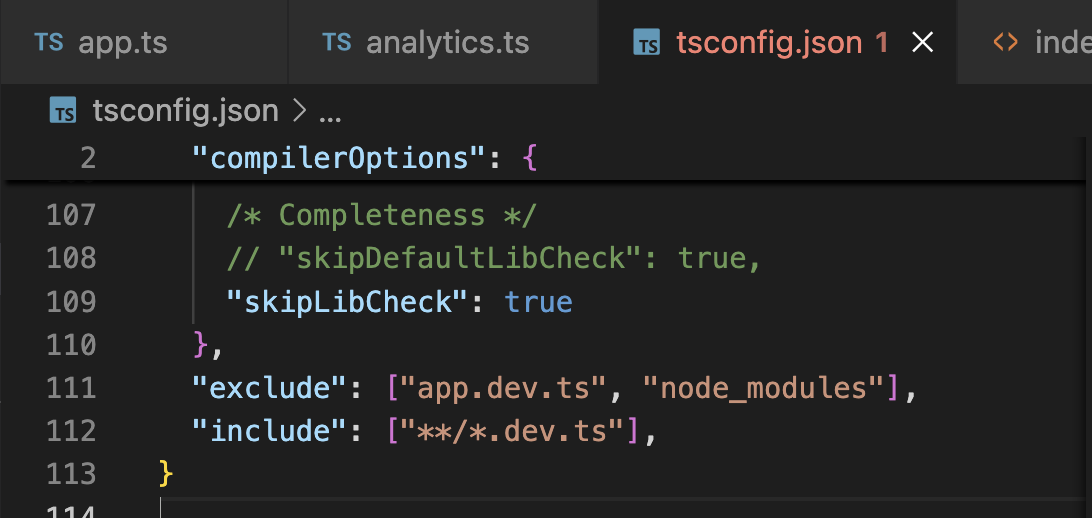 TS app.ts TS analytics.ts TS tsconfig.json 1 inde
TS tsconfig.json > ...
2 "compilerOptions": {
107 /* Completeness */
108 // "skipDefaultLibCheck": true,
109 "skipLibCheck": true
110 },
111 "exclude": ["app.dev.ts", "node_modules"],
112 "include": ["**/*.dev.ts"],
113 }
114